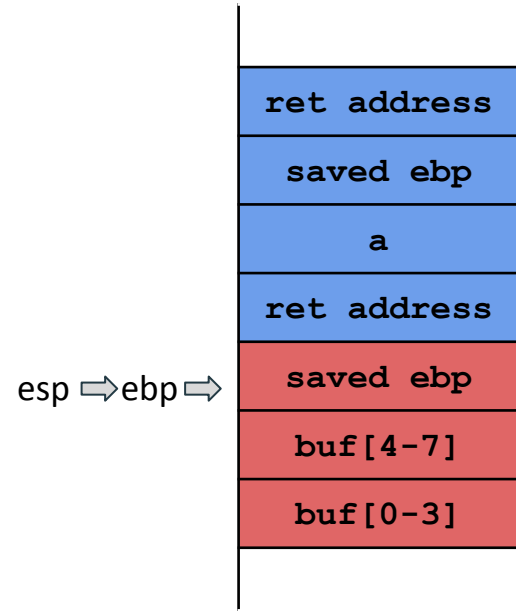 ret address
saved ebp
a
ret address
esp ebp saved ebp
buf[4-7]
buf[0-3]